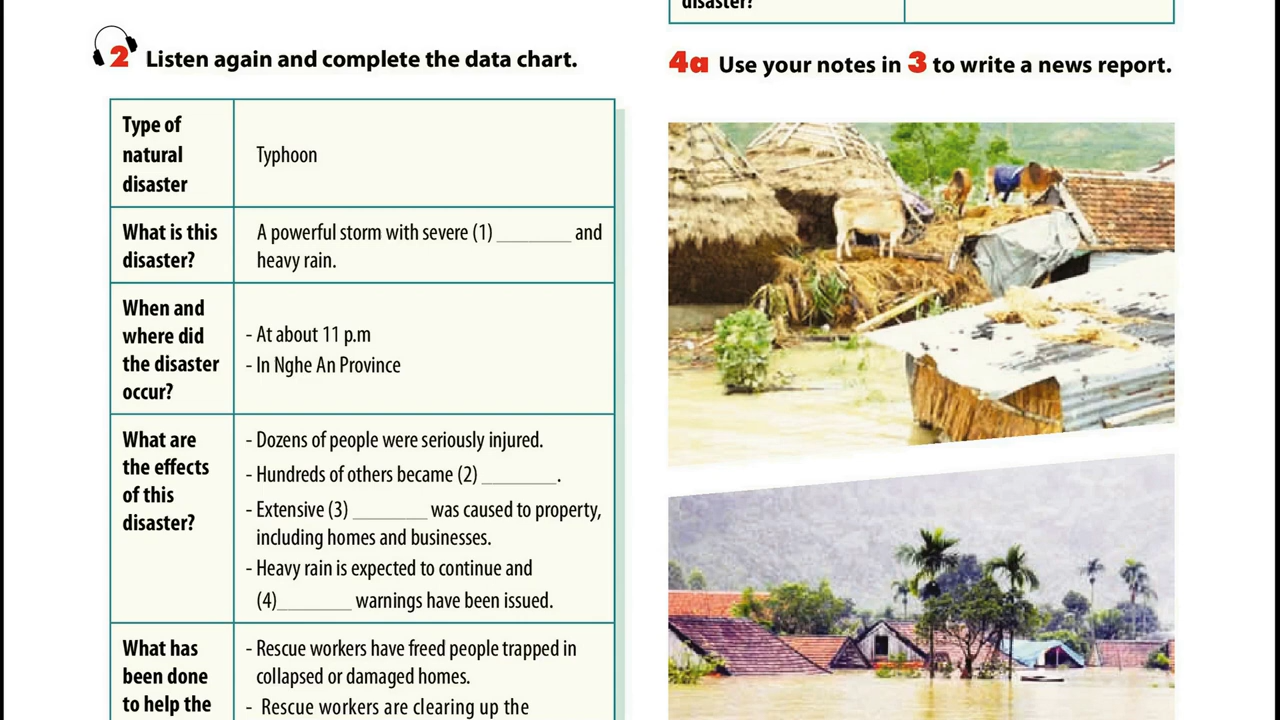 2 Listen again and complete the data chart.
Type of
natural
disaster
Typhoon
What is this
disaster?
A powerful storm with severe (1) ________ and
heavy rain.
When and
where did
the disaster
occur?
- At about 11 p.m
- In Nghe An Province
What are
the effects
of this
disaster?
- Dozens of people were seriously injured.
- Hundreds of others became (2) ________.
- Extensive (3) ________ was caused to property,
including homes and businesses.
- Heavy rain is expected to continue and
(4)________ warnings have been issued.
What has
been done
to help the
- Rescue workers have freed people trapped in
collapsed or damaged homes.
- Rescue workers are clearing up the
disaster?
4a Use your notes in 3 to write a news report.